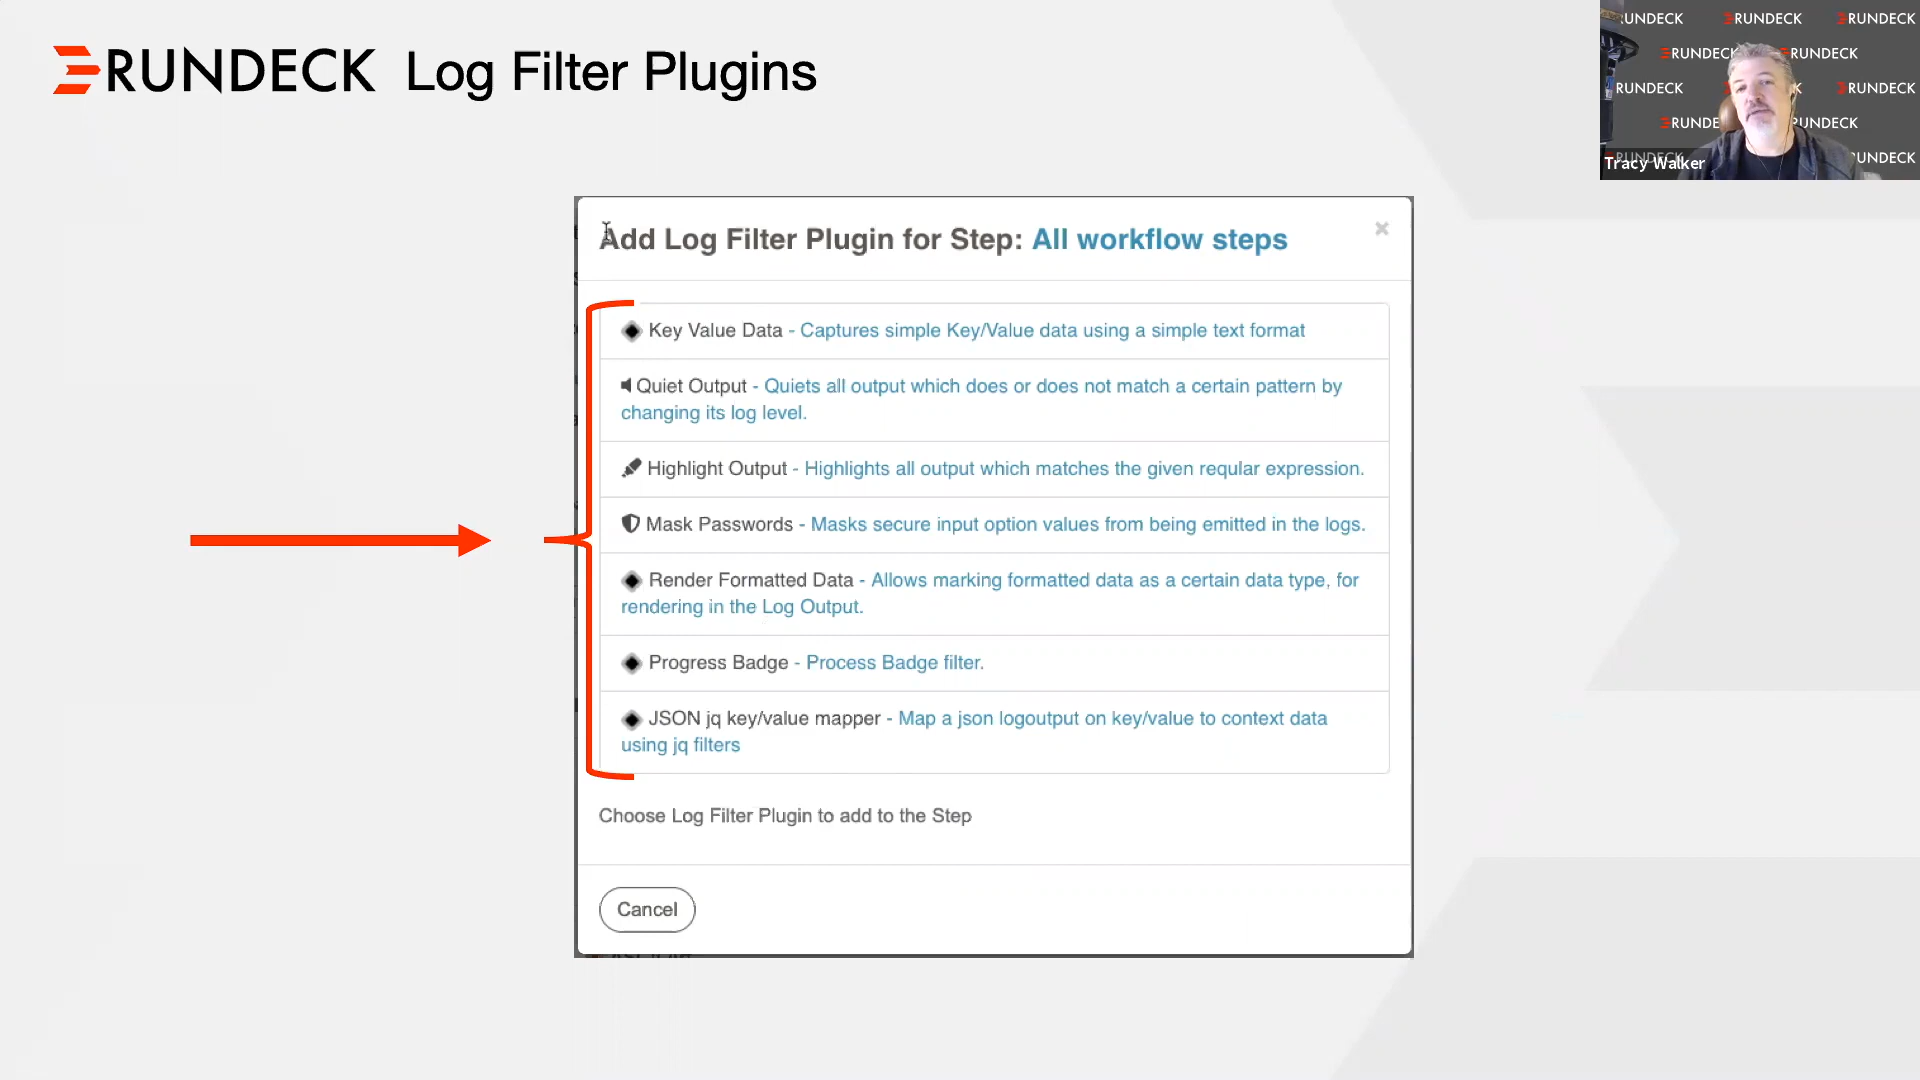 RUNDECK Log Filter Plugins
RUNDECK RUNDECK RUNDECK
RUNDECK RUNDECK
RUNDECK RUNDECK
RUNDECK
RUNDECK RUNDECK
Tracy Walker
Add Log Filter Plugin for Step: All workflow steps
Key Value Data - Captures simple Key/Value data using a simple text format
Quiet Output - Quiets all output which does or does not match a certain pattern by
changing its log level.
Highlight Output - Highlights all output which matches the given reqular expression.
Mask Passwords - Masks secure input option values from being emitted in the logs.
Render Formatted Data - Allows marking formatted data as a certain data type, for
rendering in the Log Output.
Progress Badge - Process Badge filter.
JSON jq key/value mapper - Map a json logoutput on key/value to context data
using jq filters
Choose Log Filter Plugin to add to the Step
Cancel